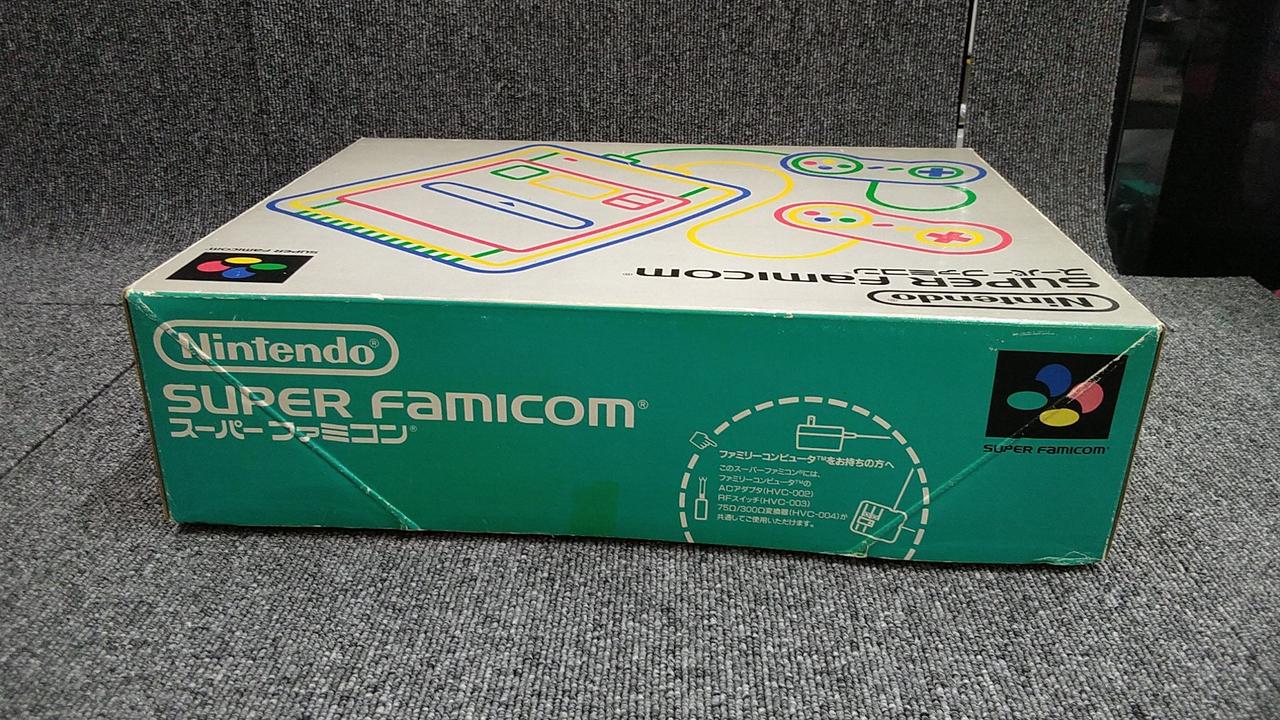 SUPER FAMICOM
SUPER FAMICOM®
スーパーファミコン
Nintendo®
Nintendo®
SUPER FAMICOM®
スーパーファミコン®
SUPER FAMICOM®
ファミリーコンピュータ™をお持ちの方へ
このスーパーファミコン®には、
ファミリーコンピュータ™の
ACアダプタ(HVC-002)
RFスイッチ(HVC-003)
75Ω/300Ω変換器(HVC-004)が
共通してご使用いただけます。